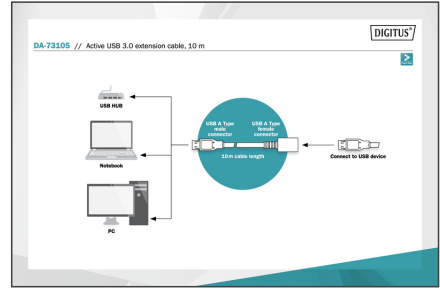 DIGITUS®
DA-73105 // Active USB 3.0 extension cable, 10 m
USB HUB
USB A Type
male
connector
USB A Type
female
connector
10 m cable length
Notebook
Connect to USB device
PC